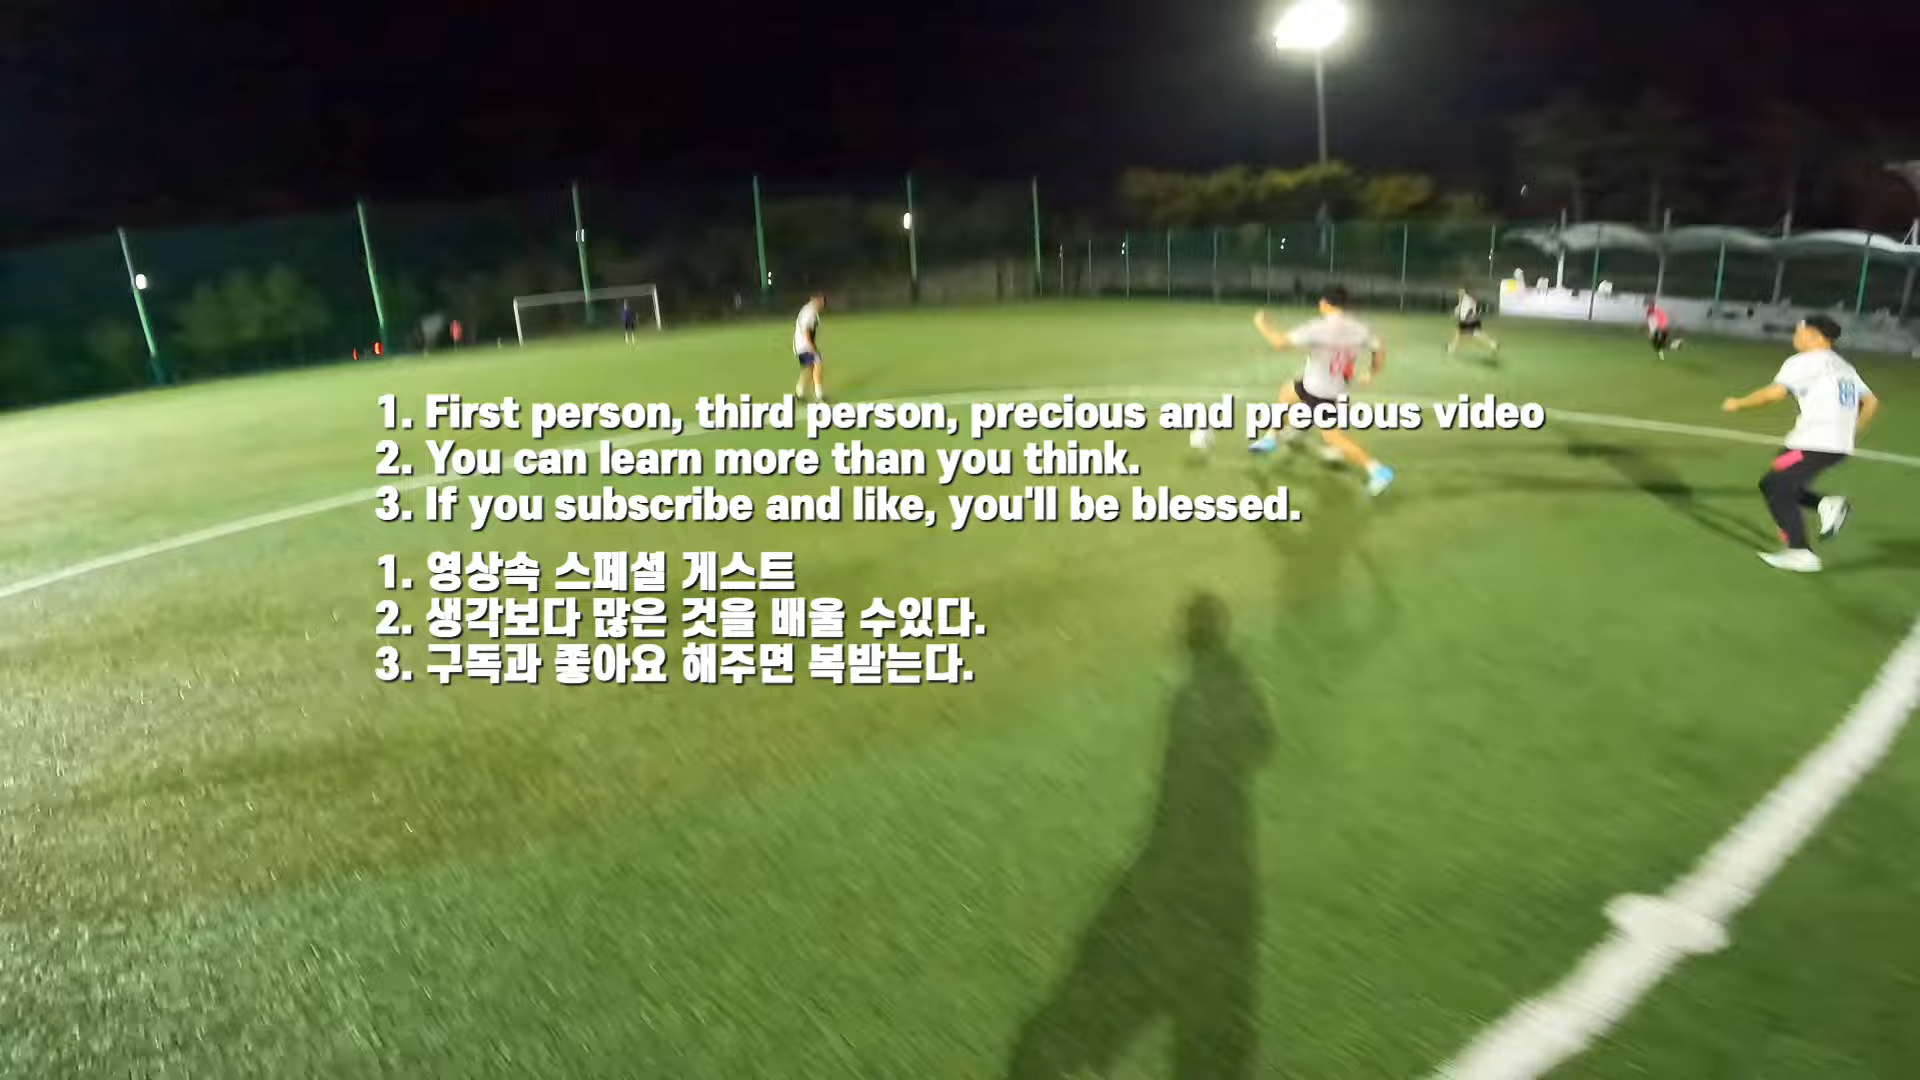 1. First person, third person, precious and precious video
2. You can learn more than you think.
3. If you subscribe and like, you'll be blessed.
1. 영상속 스페셜 게스트
2. 생각보다 많은 것을 배울 수있다.
3. 구독과 좋아요 해주면 복받는다.